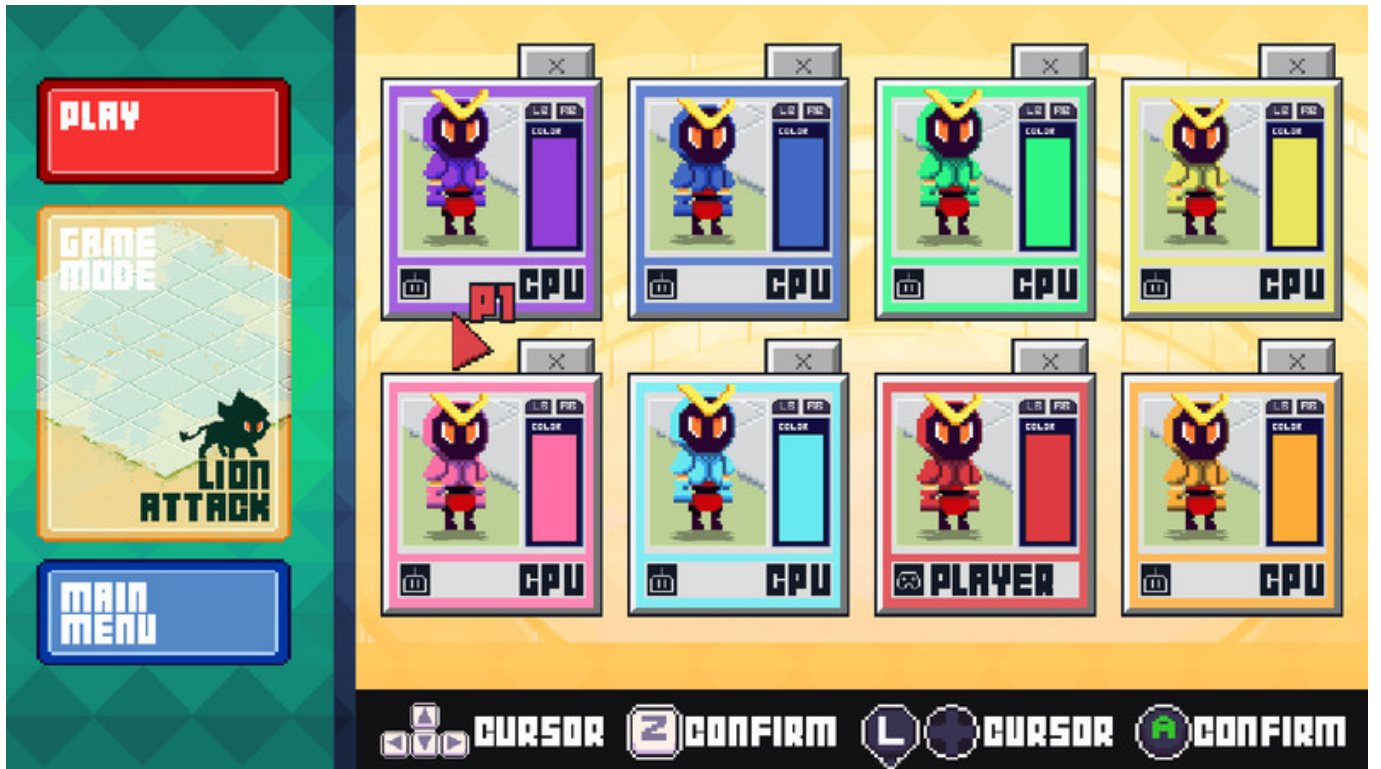 PLAY
GAME
MODE
LION
ATTACK
MAIN
MENU
X
X
X
X
LB RB
COLOR
LB RB
COLOR
LB RB
COLOR
LB RB
COLOR
CPU
CPU
CPU
CPU
P1
X
X
X
X
LB RB
COLOR
LB RB
COLOR
LB RB
COLOR
LB RB
COLOR
CPU
CPU
PLAYER
CPU
CURSOR
Z CONFIRM
L CURSOR
A CONFIRM